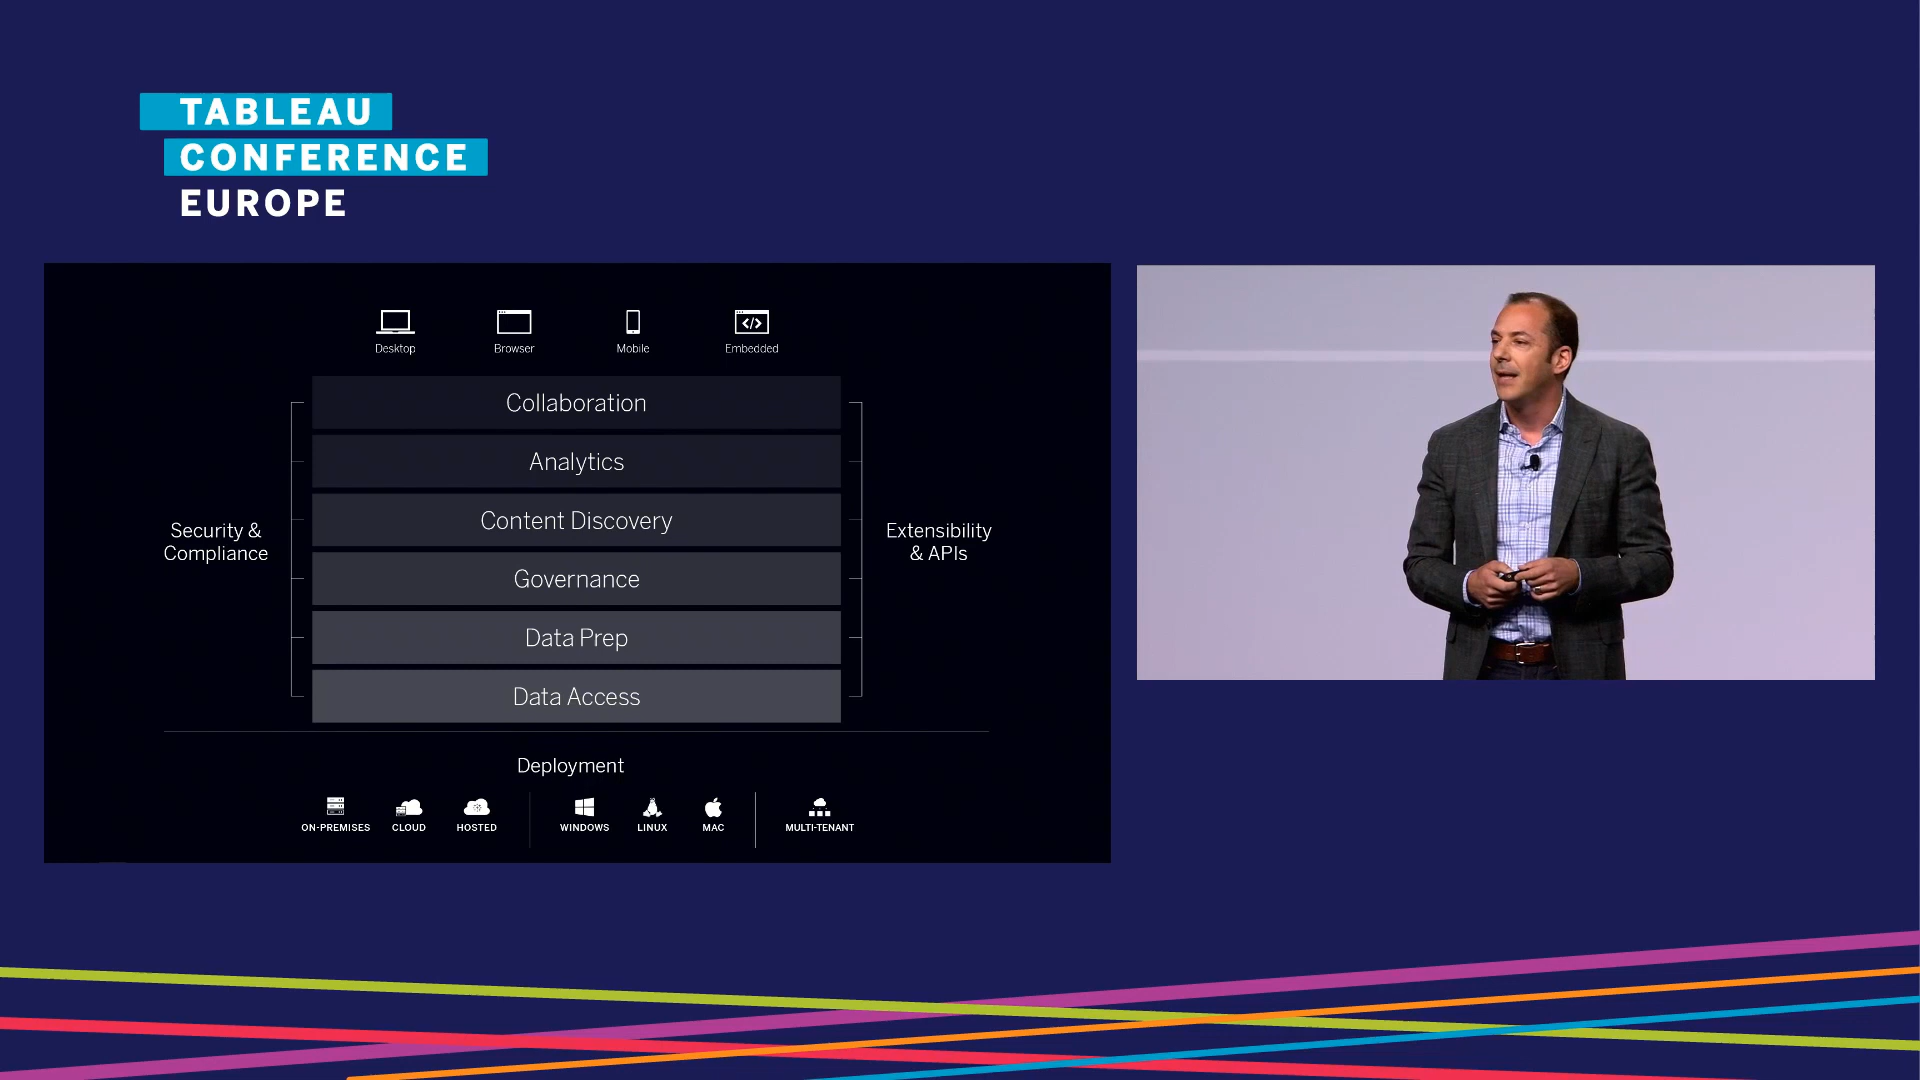 TABLEAU
CONFERENCE
EUROPE
Desktop
Browser
Mobile
Embedded
Collaboration
Analytics
Content Discovery
Governance
Data Prep
Data Access
Security &
Compliance
Extensibility
& APIs
Deployment
ON-PREMISES
CLOUD
HOSTED
WINDOWS
LINUX
MAC
MULTI-TENANT